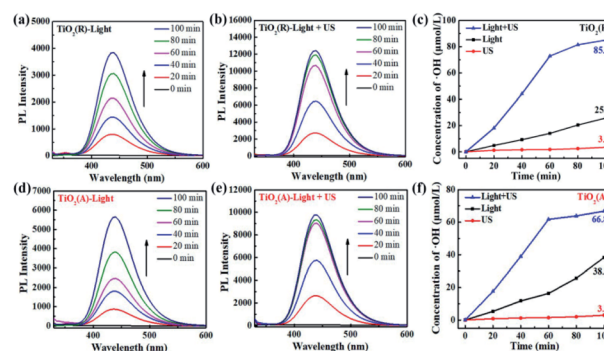 (a) TiO2(R)-Light
100 min
80 min
60 min
40 min
20 min
0 min
PL Intensity
5000
4000
3000
2000
1000
0
400 500 600
Wavelength (nm)
(b) TiO2(R)-Light + US
100 min
80 min
60 min
40 min
20 min
0 min
PL Intensity
16000
14000
12000
10000
8000
6000
4000
2000
0
400 500 600
Wavelength (nm)
(c)
Light+US
Light
US
85.
25
3.
Concentration of ·OH (μmol/L)
100
80
60
40
20
0
0 20 40 60 80
Time (min)
(d) TiO2(A)-Light
100 min
80 min
60 min
40 min
20 min
0 min
PL Intensity
7000
6000
5000
4000
3000
2000
1000
0
400 500 600
Wavelength (nm)
(e) TiO2(A)-Light + US
100 min
80 min
60 min
40 min
20 min
0 min
PL Intensity
12000
10000
8000
6000
4000
2000
0
400 500 600
Wavelength (nm)
(f)
Light+US
Light
US
66.
38.
3.
Concentration of ·OH (μmol/L)
80
60
40
20
0
0 20 40 60 80
Time (min)